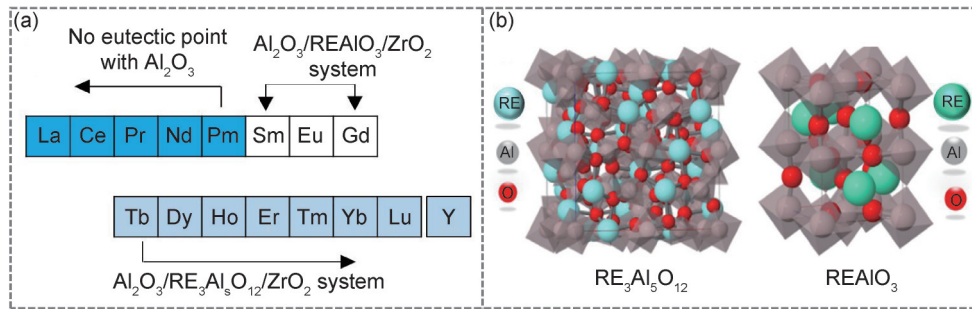 (a)
No eutectic point
with Al₂O₃
Al₂O₃/REAlO₃/ZrO₂
system
La Ce Pr Nd Pm Sm Eu Gd
Tb Dy Ho Er Tm Yb Lu Y
Al₂O₃/RE₃AlₛO₁₂/ZrO₂ system
(b)
RE
Al
O
RE₃Al₅O₁₂
RE
Al
O
REAlO₃